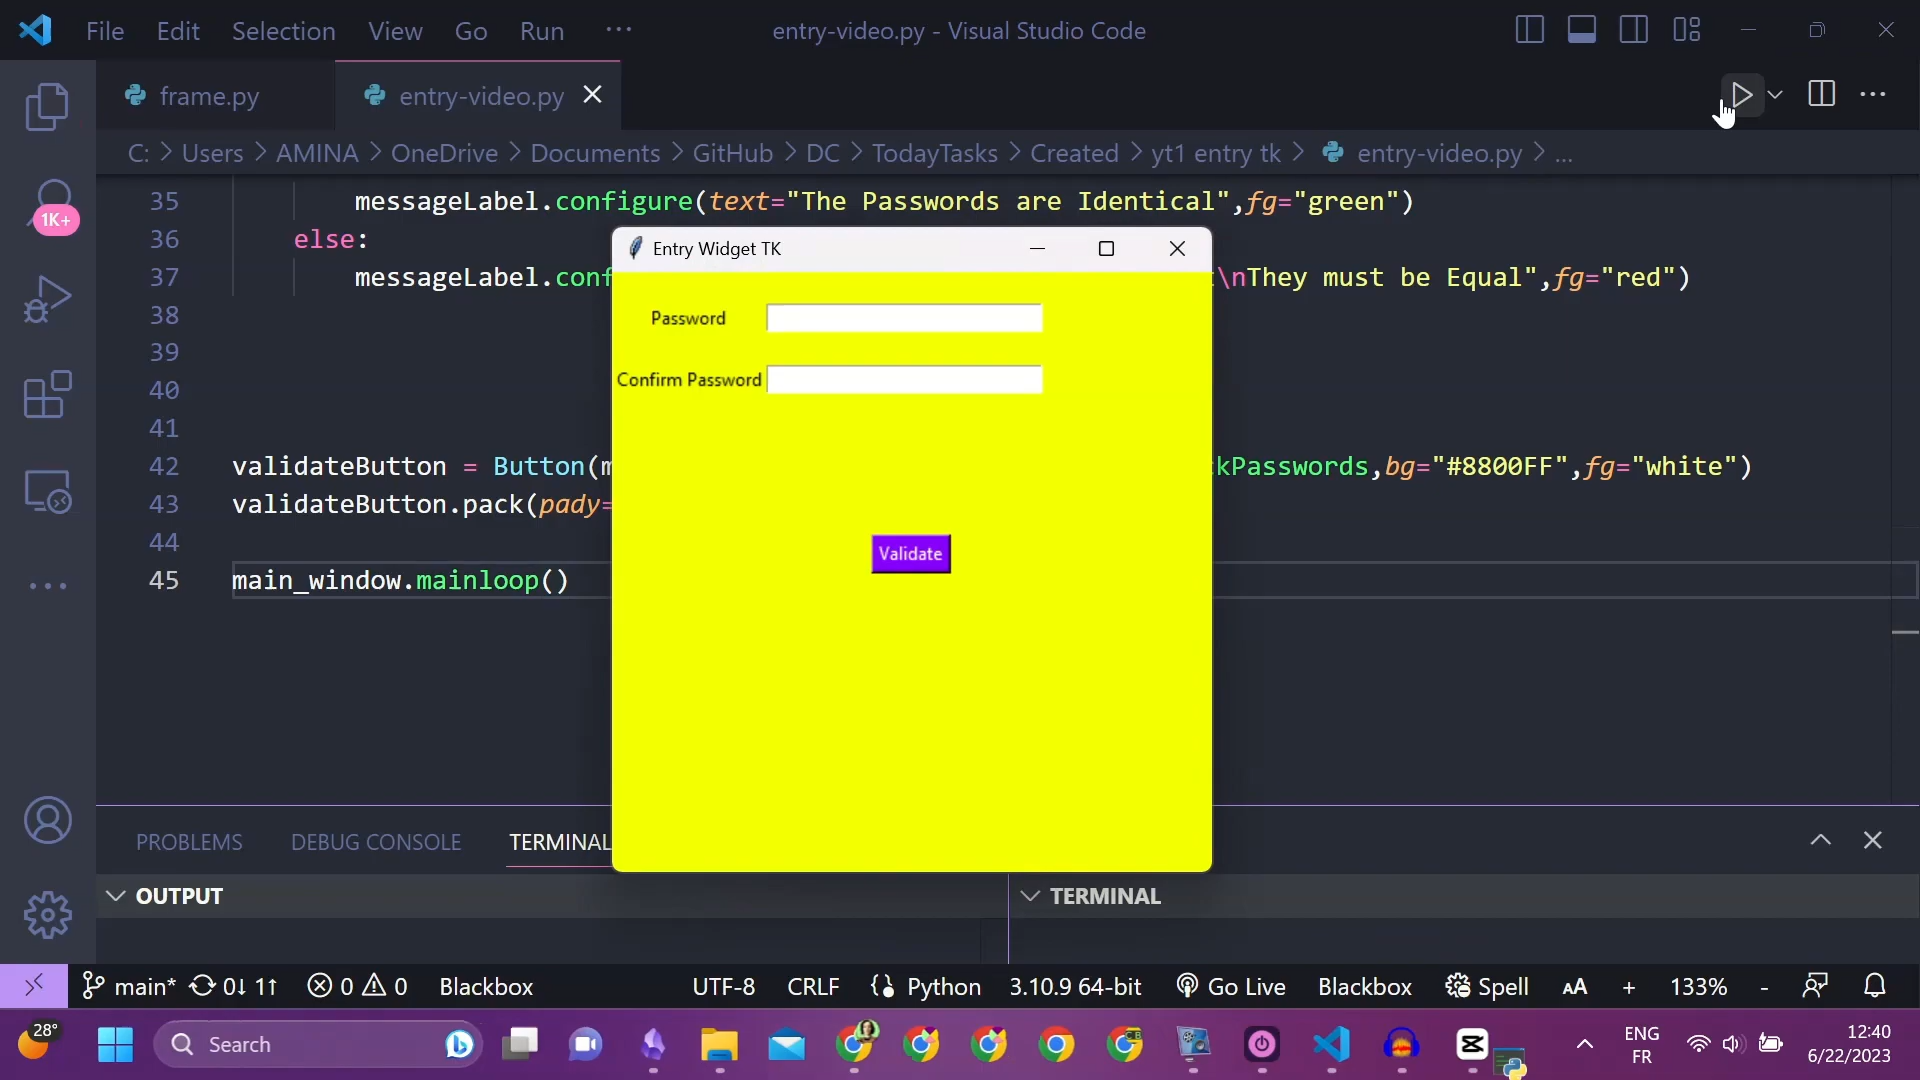 File Edit Selection View Go Run ··· entry-video.py - Visual Studio Code
frame.py entry-video.py
C: > Users > AMINA > OneDrive > Documents > GitHub > DC > TodayTasks > Created > yt1 entry tk > entry-video.py > ...
1K+
35 messageLabel.configure(text="The Passwords are Identical",fg="green")
36 else:
37 messageLabel.conf \nThey must be Equal",fg="red")
38
39
40
41
42 validateButton = Button( kPasswords,bg="#8800FF",fg="white")
43 validateButton.pack(pady=
44
45 main_window.mainloop()
Entry Widget TK
Password
Confirm Password
Validate
PROBLEMS DEBUG CONSOLE TERMINAL
OUTPUT TERMINAL
main* 0↓ 1↑ 0 0 Blackbox UTF-8 CRLF Python 3.10.9 64-bit Go Live Blackbox Spell AA + 133% -
28° Search ENG 12:40
FR 6/22/2023